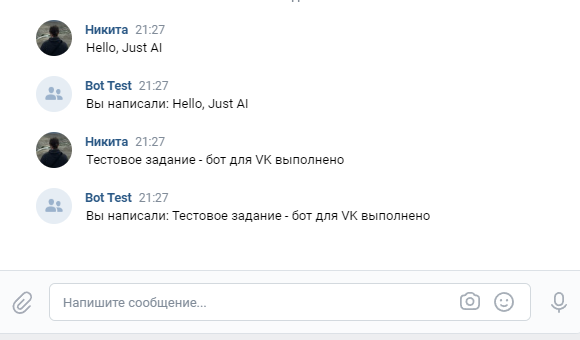 Никита 21:27
Hello, Just AI
Bot Test 21:27
Вы написали: Hello, Just AI
Никита 21:27
Тестовое задание - бот для VK выполнено
Bot Test 21:27
Вы написали: Тестовое задание - бот для VK выполнено
Напишите сообщение...